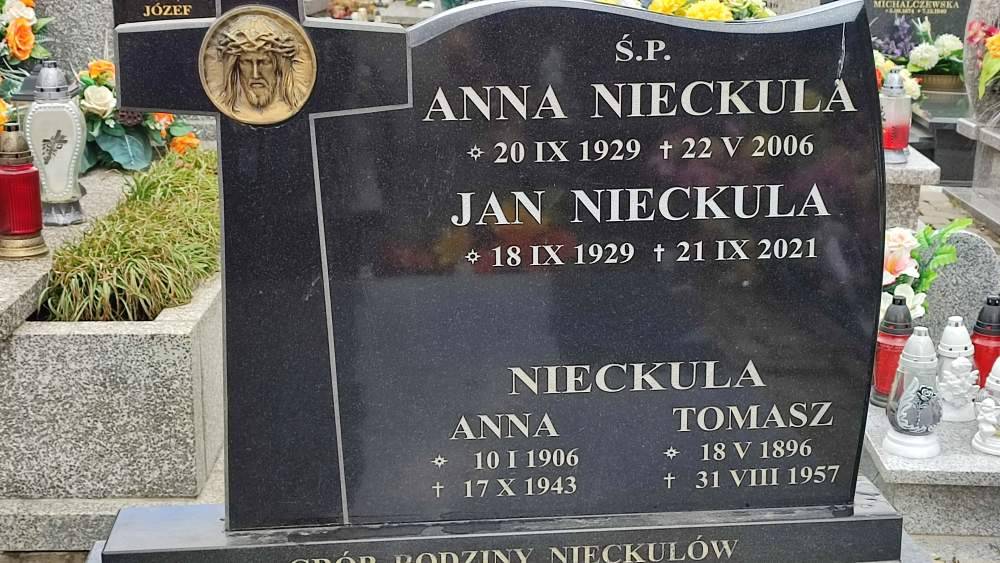 JÓZEF
MICHALCZEWSKA
Ś.P.
ANNA NIECKULA
✡ 20 IX 1929 † 22 V 2006
JAN NIECKULA
✡ 18 IX 1929 † 21 IX 2021
NIECKULA
ANNA TOMASZ
✡ 10 I 1906 ✡ 18 V 1896
† 17 X 1943 † 31 VIII 1957
GRÓB RODZINY NIECKULÓW